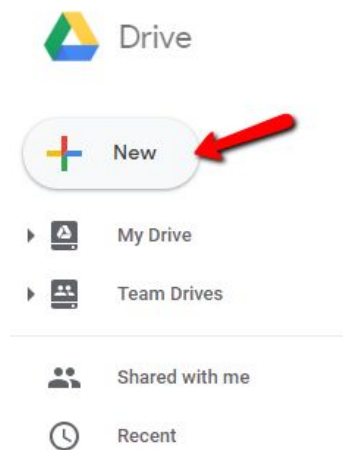 Drive
New
My Drive
Team Drives
Shared with me
Recent